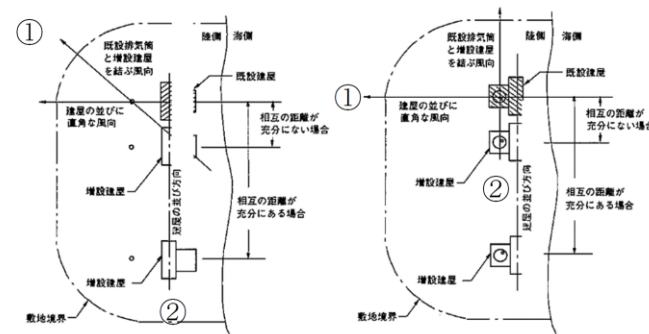 ①
既設排気筒
と増設建屋
を結ぶ風向
陸側
海側
既設建屋
建屋の並びに
直角な風向
相互の距離が
充分にない場合
増設建屋
建屋の並び方向
相互の距離が
充分にある場合
増設建屋
敷地境界
②
既設排気筒
と増設建屋
を結ぶ風向
陸側
海側
既設建屋
①
建屋の並びに
直角な風向
相互の距離が
充分にない場合
増設建屋
②
建屋の並び方向
相互の距離が
充分にある場合
増設建屋
敷地境界